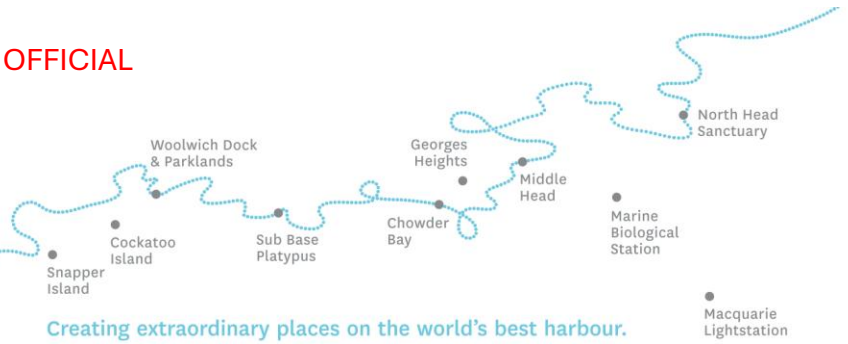 OFFICIAL
North Head
Sanctuary
Woolwich Dock
& Parklands
Georges
Heights
Middle
Head
Marine
Biological
Station
Chowder
Bay
Sub Base
Platypus
Cockatoo
Island
Snapper
Island
Macquarie
Lightstation
Creating extraordinary places on the world's best harbour.